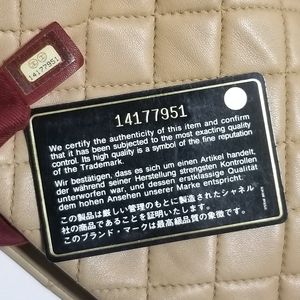 14177951
14177951
We certify the authenticity of this item and confirm
that it has been subjected to the most exacting quality
control. Its high quality is a symbol of the fine reputation
of the Trademark.
Wir bestätigen, dass es sich um einen Artikel handelt,
der während seiner Herstellung strengsten Kontrollen
unterworfen war, und dessen erstklassige Qualität
dem hohen Ansehen unserer Marke entspricht.
この製品は厳しい管理のもとに製造されたシャネル
社の商品であることを証明いたします。
このブランド・マークは最高級品質の象徴です。